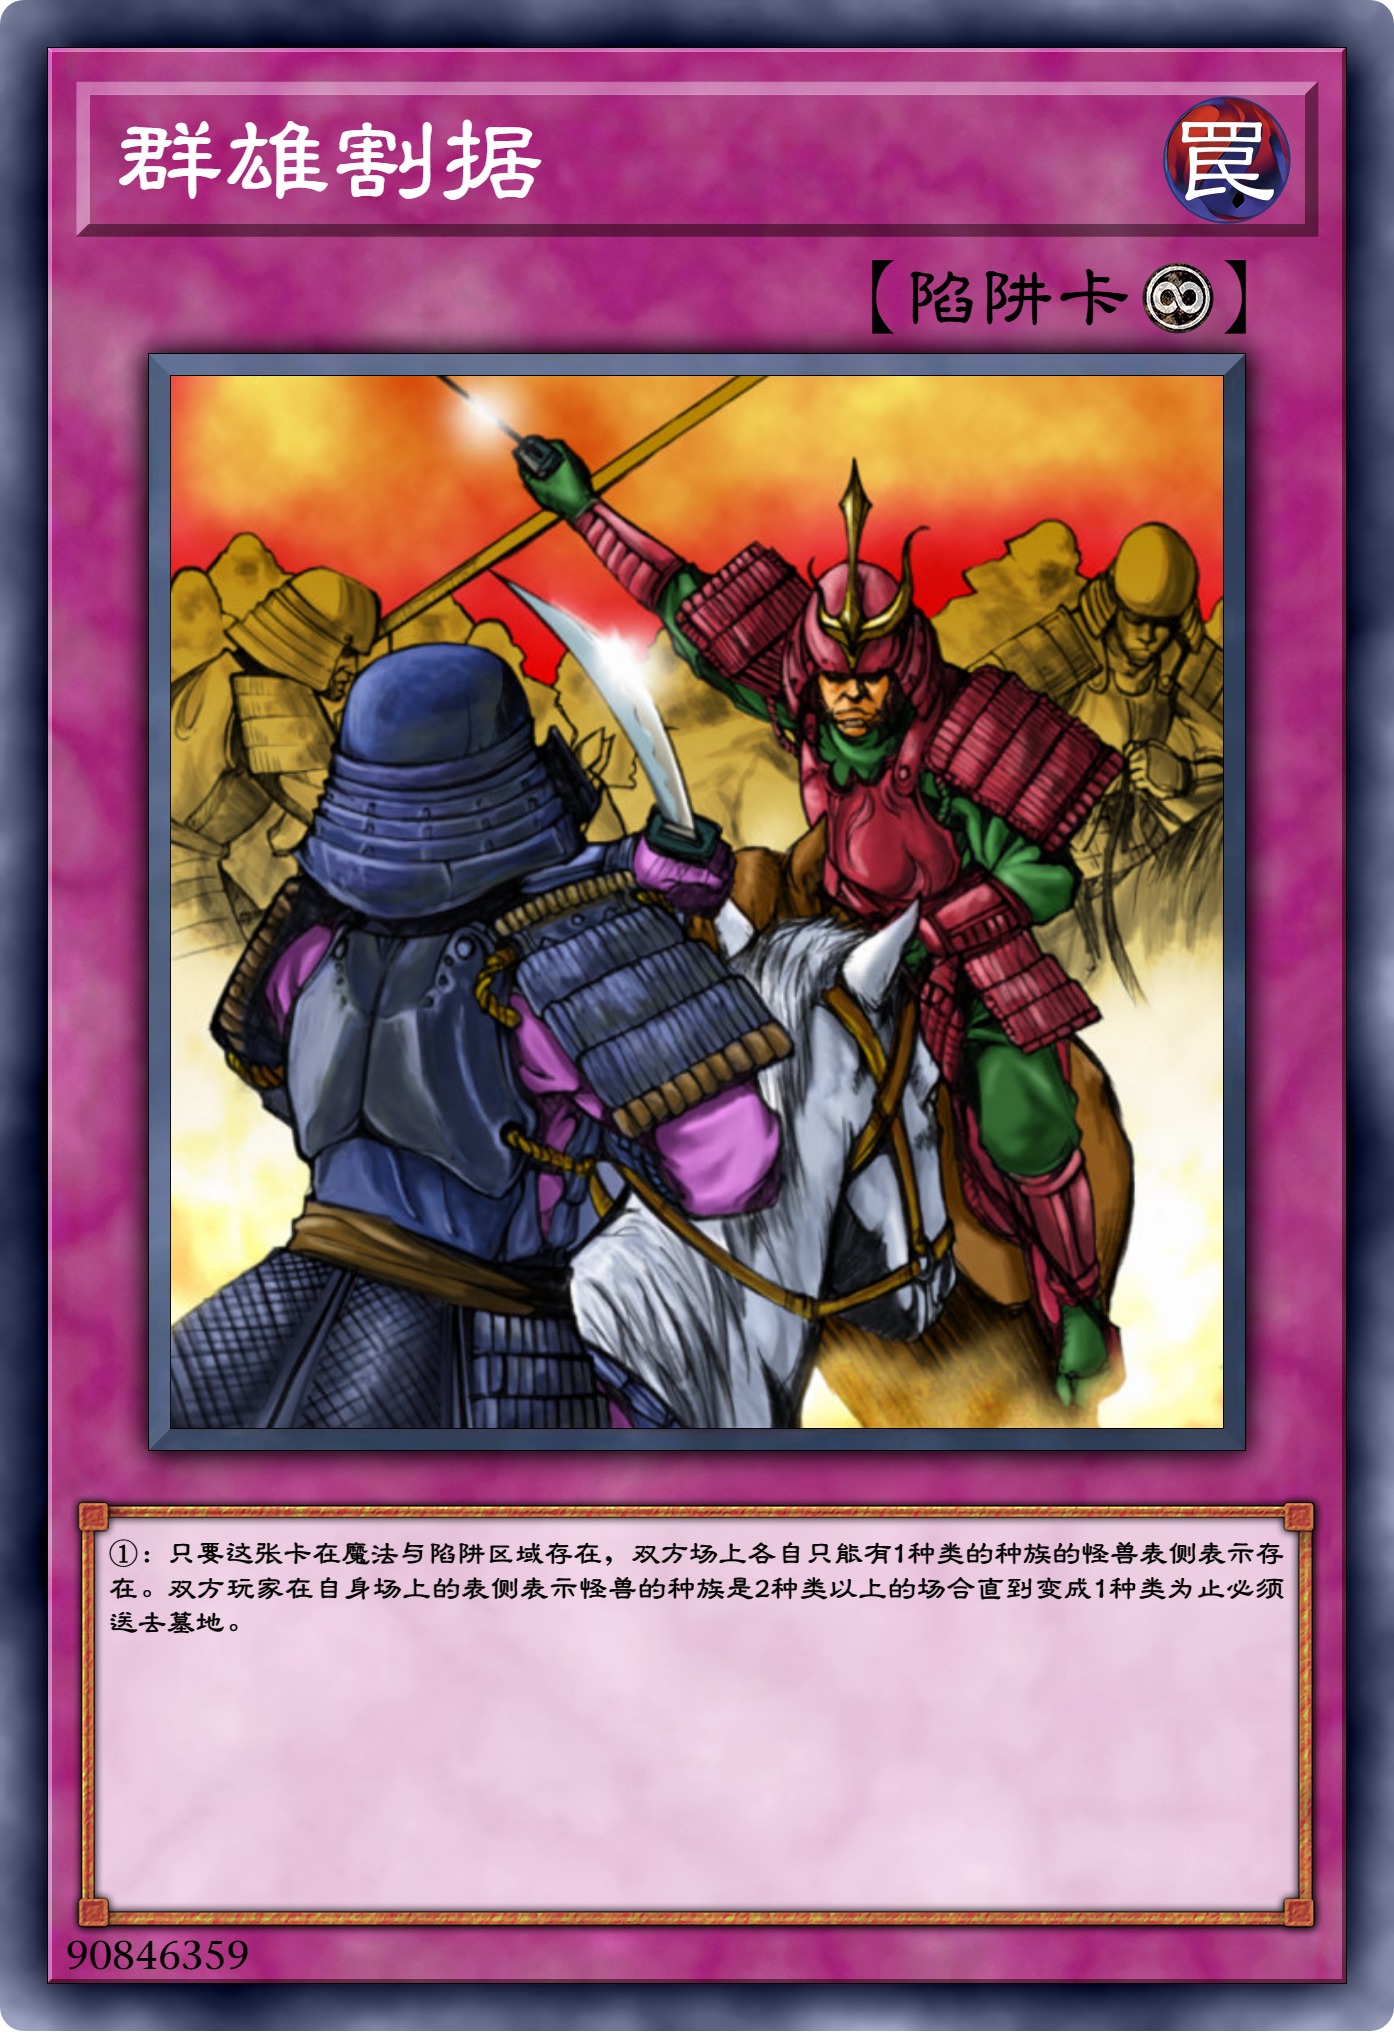 群雄割据
罠
【陷阱卡♾】
①：只要这张卡在魔法与陷阱区域存在，双方场上各自只能有1种类的种族的怪兽表侧表示存
在。双方玩家在自身场上的表侧表示怪兽的种族是2种类以上的场合直到变成1种类为止必须
送去墓地。
90846359